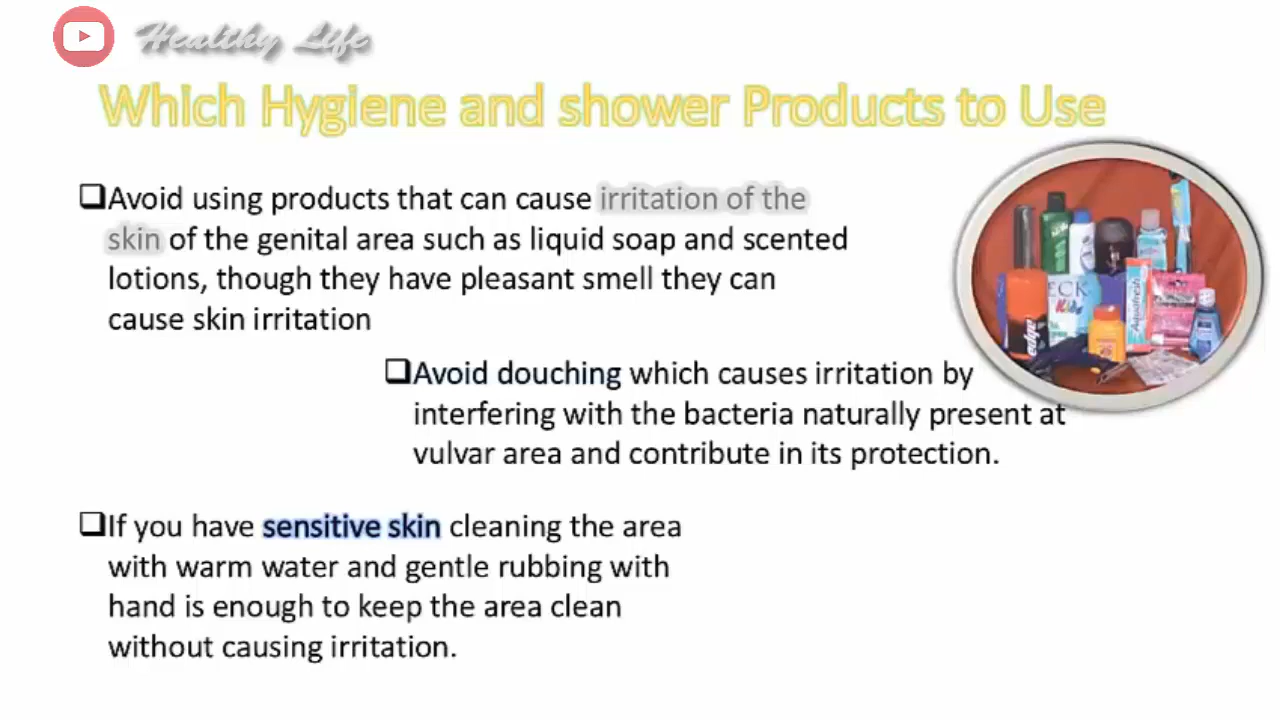 Healthy Life
Which Hygiene and shower Products to Use
❑Avoid using products that can cause irritation of the
skin of the genital area such as liquid soap and scented
lotions, though they have pleasant smell they can
cause skin irritation
❑Avoid douching which causes irritation by
interfering with the bacteria naturally present at
vulvar area and contribute in its protection.
❑If you have sensitive skin cleaning the area
with warm water and gentle rubbing with
hand is enough to keep the area clean
without causing irritation.
edge
Kids
Aquafresh